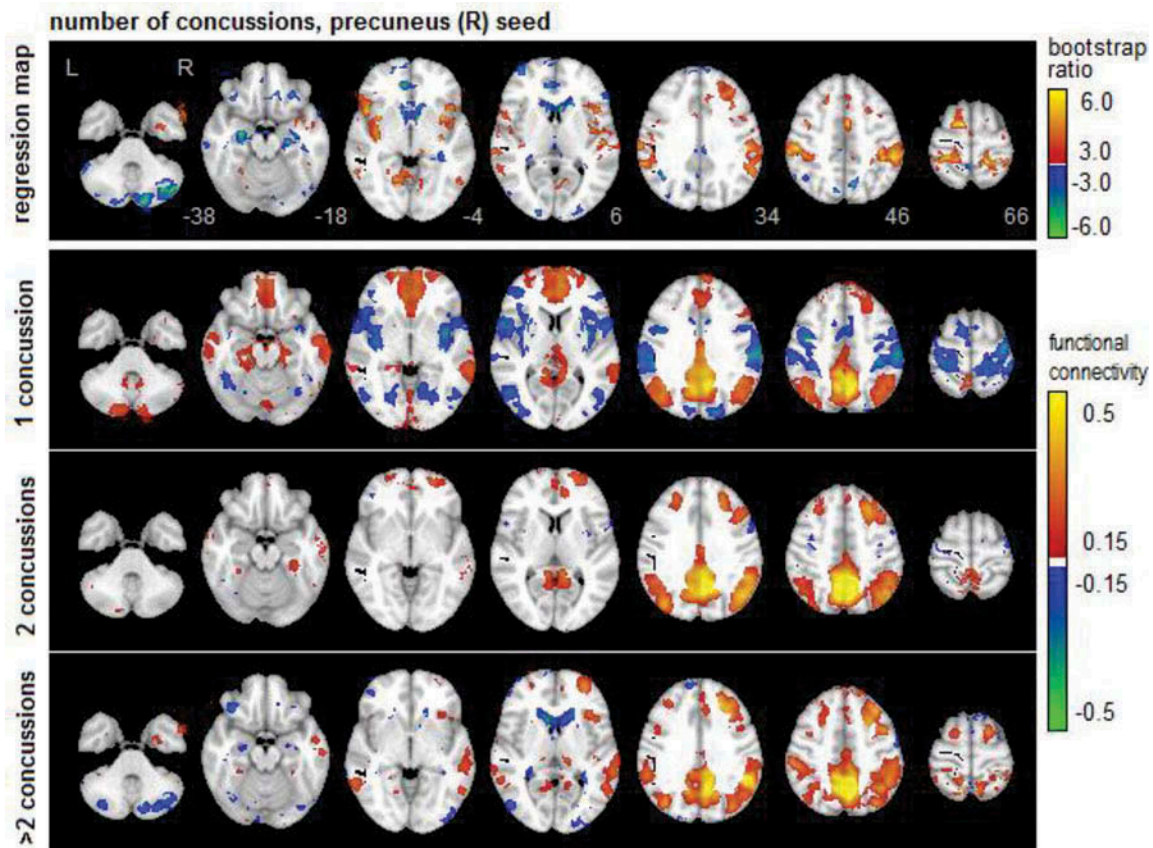 number of concussions, precuneus (R) seed
regression map
L
R
-38
-18
-4
6
34
46
66
bootstrap
ratio
6.0
3.0
-3.0
-6.0
1 concussion
2 concussions
>2 concussions
functional
connectivity
0.5
0.15
-0.15
-0.5